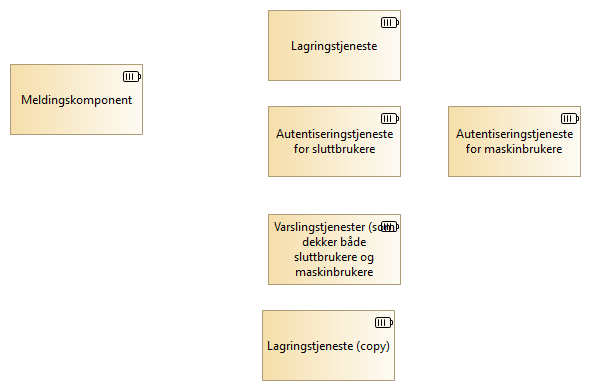 Lagringstjeneste
Meldingskomponent
Autentiseringstjeneste
for sluttbrukere
Autentiseringstjeneste
for maskinbrukere
Varslingstjenester (som
dekker både
sluttbrukere og
maskinbrukere
Lagringstjeneste (copy)